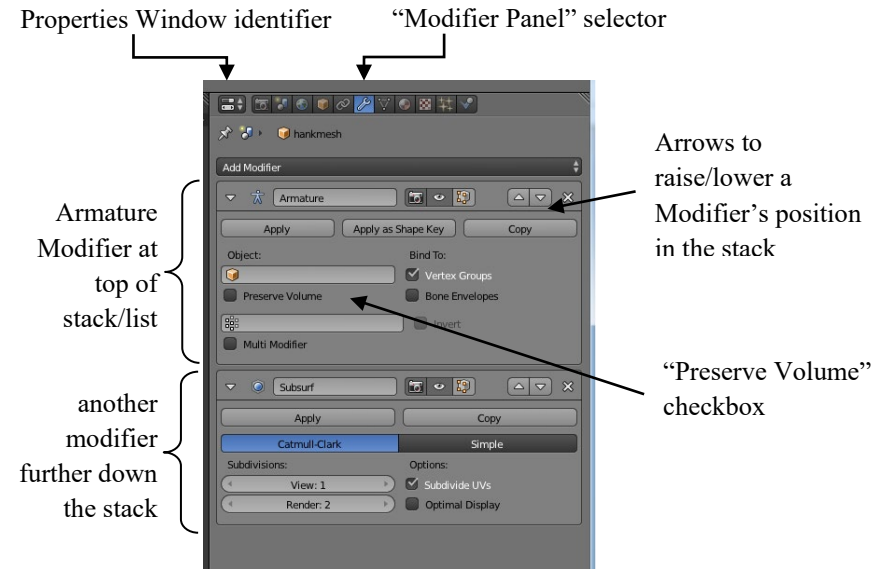 Properties Window identifier
“Modifier Panel” selector
hankmesh
Add Modifier
Armature
Apply
Apply as Shape Key
Copy
Object:
Bind To:
Vertex Groups
Preserve Volume
Bone Envelopes
Invert
Multi Modifier
Subsurf
Apply
Copy
Catmull-Clark
Simple
Subdivisions:
Options:
View: 1
Subdivide UVs
Render: 2
Optimal Display
Armature
Modifier at
top of
stack/list
another
modifier
further down
the stack
Arrows to
raise/lower a
Modifier’s position
in the stack
“Preserve Volume”
checkbox